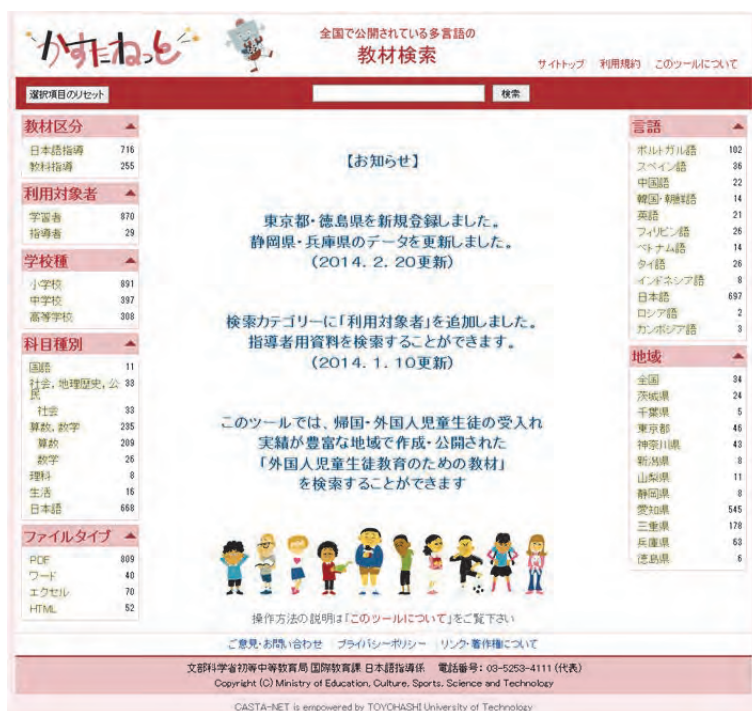 かすたねっと
全国で公開されている多言語の
教材検索
サイトトップ 利用規約 このツールについて
選択項目のリセット
検索
教材区分
日本語指導 716
教科指導 255
利用対象者
学習者 870
指導者 29
学校種
小学校 891
中学校 397
高等学校 308
科目種別
国語 11
社会，地理歴史，公民 33
社会 33
算数，数学 235
算数 209
数学 26
理科 8
生活 16
日本語 668
ファイルタイプ
PDF 809
ワード 40
エクセル 70
HTML 52
【お知らせ】
東京都・徳島県を新規登録しました。
静岡県・兵庫県のデータを更新しました。
（2014．2．20更新）
検索カテゴリーに「利用対象者」を追加しました。
指導者用資料を検索することができます。
（2014．1．10更新）
このツールでは、帰国・外国人児童生徒の受入れ
実績が豊富な地域で作成・公開された
「外国人児童生徒教育のための教材」
を検索することができます
操作方法の説明は「このツールについて」をご覧下さい
言語
ポルトガル語 102
スペイン語 36
中国語 22
韓国・朝鮮語 14
英語 21
フィリピン語 26
ベトナム語 14
タイ語 26
インドネシア語 8
日本語 697
ロシア語 2
カンボジア語 3
地域
全国 34
茨城県 24
千葉県 5
東京都 46
神奈川県 43
新潟県 8
山梨県 11
静岡県 8
愛知県 545
三重県 178
兵庫県 63
徳島県 6
ご意見・お問い合わせ プライバシーポリシー リンク・著作権について
文部科学省初等中等教育局 国際教育課 日本語指導係 電話番号：03-5253-4111（代表）
Copyright (C) Ministry of Education, Culture, Sports, Science and Technology
CASTA-NET is empowered by TOYOHASHI University of Technology